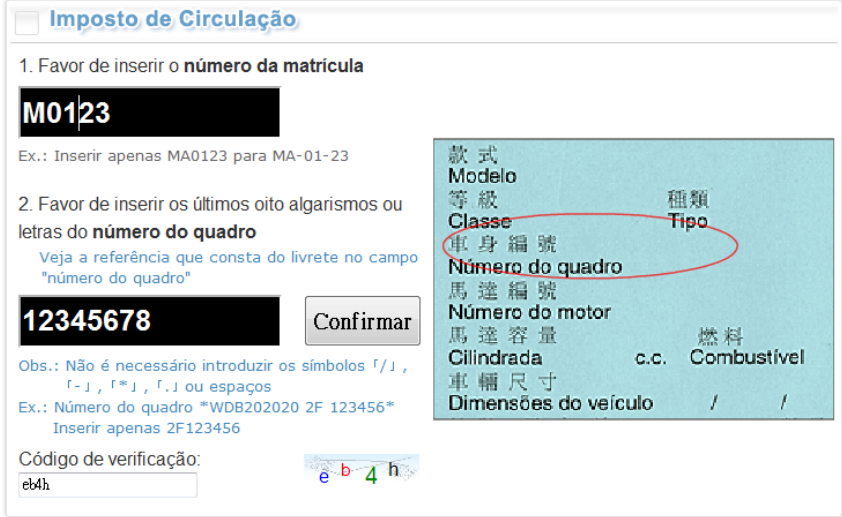 Imposto de Circulação
1. Favor de inserir o número da matrícula
M0123
Ex.: Inserir apenas MA0123 para MA-01-23
2. Favor de inserir os últimos oito algarismos ou
letras do número do quadro
Veja a referência que consta do livrete no campo
"número do quadro"
12345678
Confirmar
Obs.: Não é necessário introduzir os símbolos「/」,
「-」,「*」,「.」ou espaços
Ex.: Número do quadro *WDB202020 2F 123456*
Inserir apenas 2F123456
Código de verificação:
eb4h
e b 4 h
款式
Modelo
等級 種類
Classe Tipo
車身編號
Número do quadro
馬達編號
Número do motor
馬達容量 燃料
Cilindrada c.c. Combustível
車輛尺寸
Dimensões do veículo / /